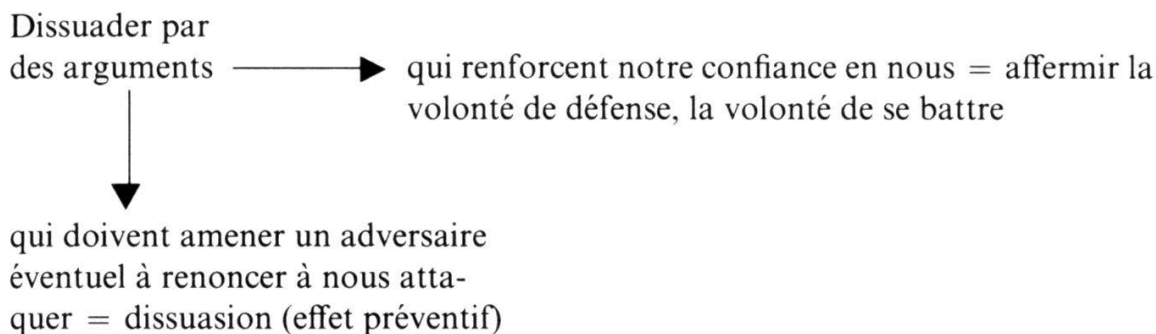 Dissuader par
des arguments
qui renforcent notre confiance en nous = affermir la
volonté de défense, la volonté de se battre
qui doivent amener un adversaire
éventuel à renoncer à nous atta-
quer = dissuasion (effet préventif)